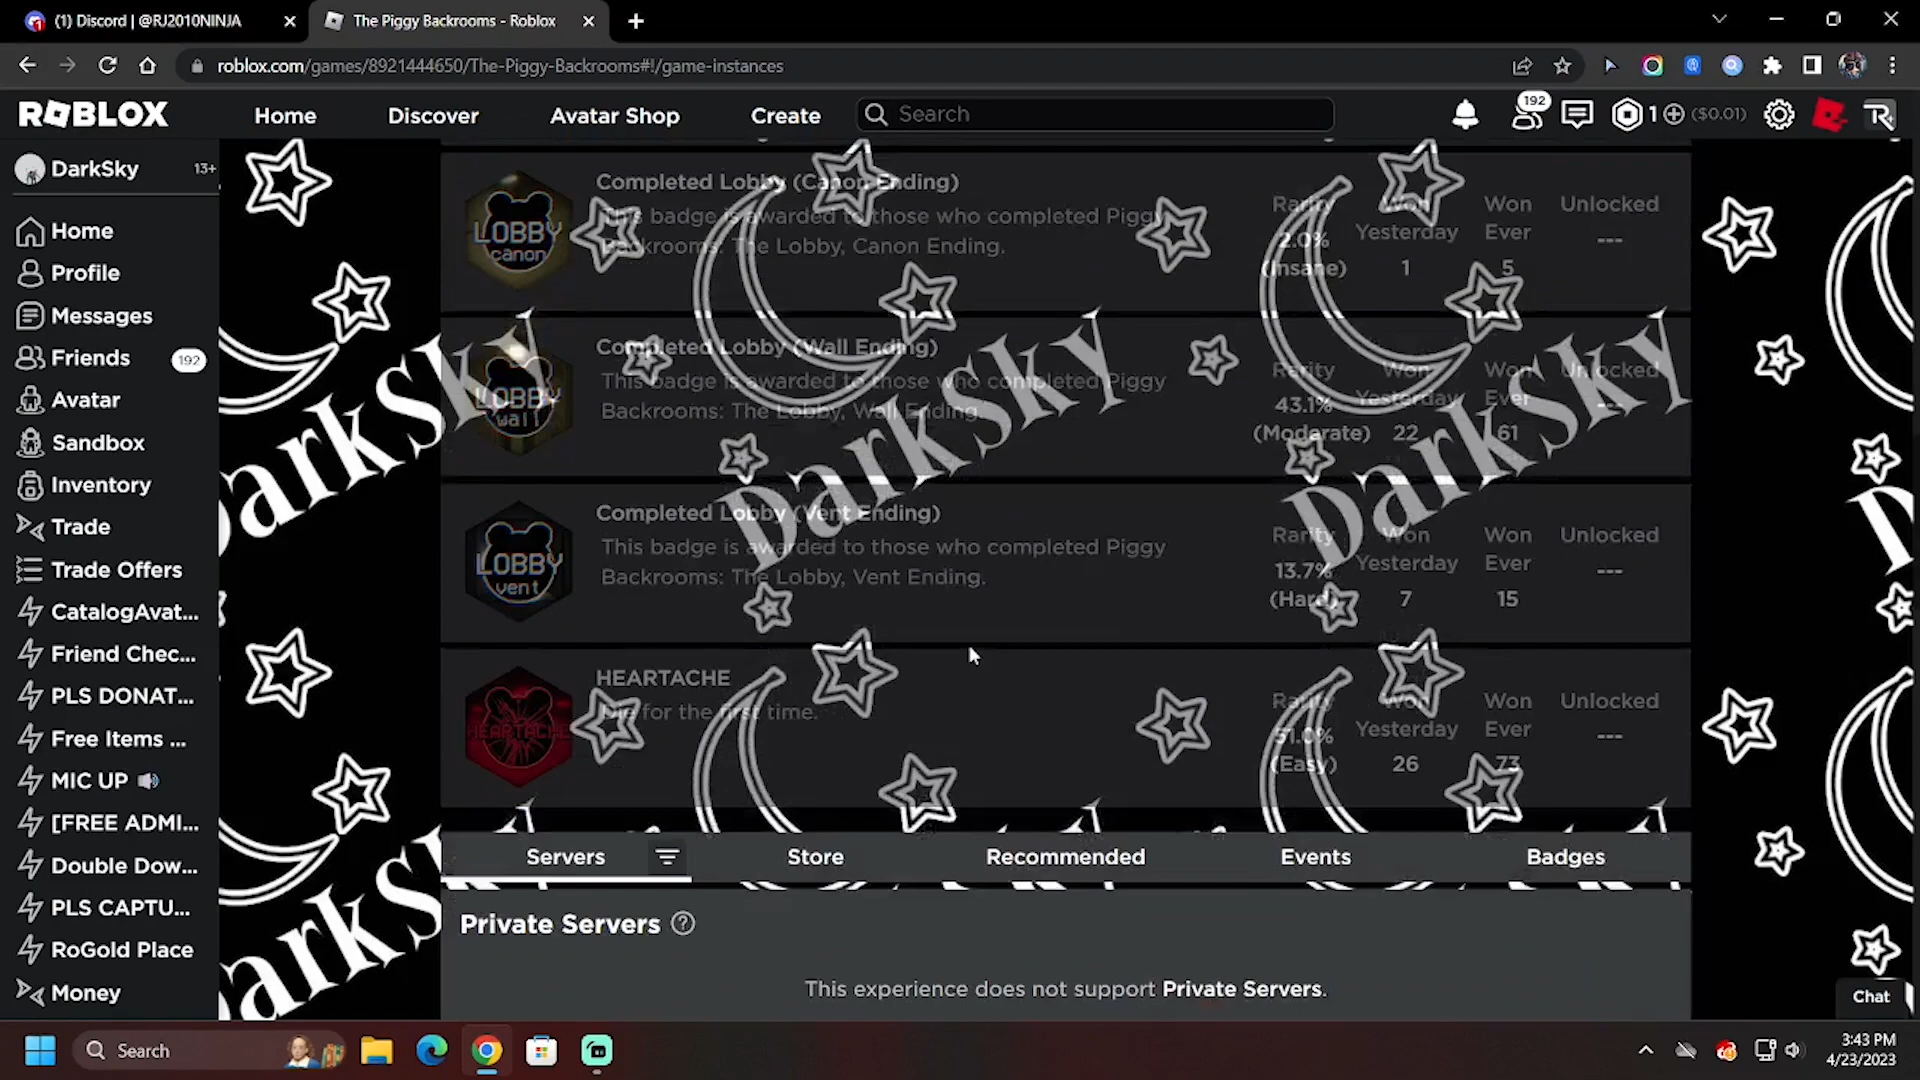 (1) Discord | @RJ2010NINJA
The Piggy Backrooms - Roblox
roblox.com/games/8921444650/The-Piggy-Backrooms#!/game-instances
ROBLOX
Home
Discover
Avatar Shop
Create
Search
192
1
($0.01)
DarkSky
13+
Home
Profile
Messages
Friends
192
Avatar
Sandbox
Inventory
Trade
Trade Offers
CatalogAvat...
Friend Chec...
PLS DONAT...
Free Items ...
MIC UP
[FREE ADMI...
Double Dow...
PLS CAPTU...
RoGold Place
Money
LOBBY
canon
Completed Lobby (Canon Ending)
This badge is awarded to those who completed Piggy
Backrooms: The Lobby, Canon Ending.
Rarity
2.0%
(Insane)
Won
Yesterday
1
Won
Ever
5
Unlocked
---
LOBBY
wall
Completed Lobby (Wall Ending)
This badge is awarded to those who completed Piggy
Backrooms: The Lobby, Wall Ending.
Rarity
43.1%
(Moderate)
Won
Yesterday
22
Won
Ever
61
Unlocked
---
LOBBY
vent
Completed Lobby (Vent Ending)
This badge is awarded to those who completed Piggy
Backrooms: The Lobby, Vent Ending.
Rarity
13.7%
(Hard)
Won
Yesterday
7
Won
Ever
15
Unlocked
---
HEARTACHE
HEARTACHE
Die for the first time.
Rarity
51.0%
(Easy)
Won
Yesterday
26
Won
Ever
73
Unlocked
---
DarkSky
DarkSky
DarkSky
Servers
Store
Recommended
Events
Badges
Private Servers
This experience does not support Private Servers.
Chat
Search
3:43 PM
4/23/2023